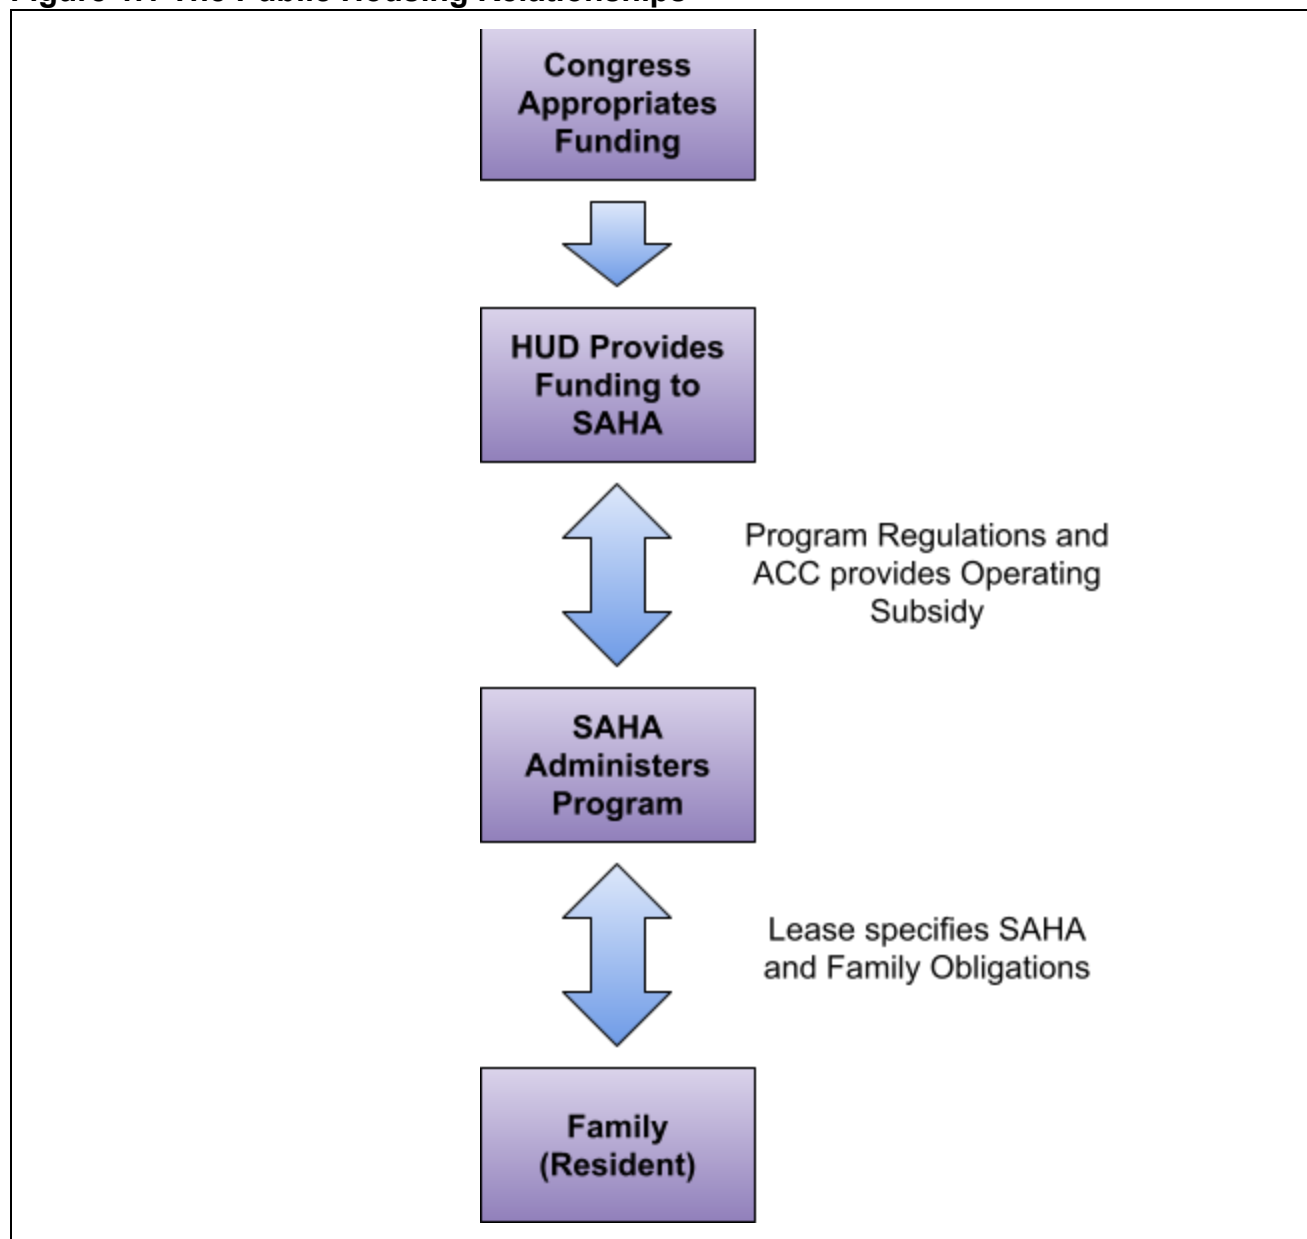 Congress
Appropriates
Funding
HUD Provides
Funding to
SAHA
Program Regulations and
ACC provides Operating
Subsidy
SAHA
Administers
Program
Lease specifies SAHA
and Family Obligations
Family
(Resident)